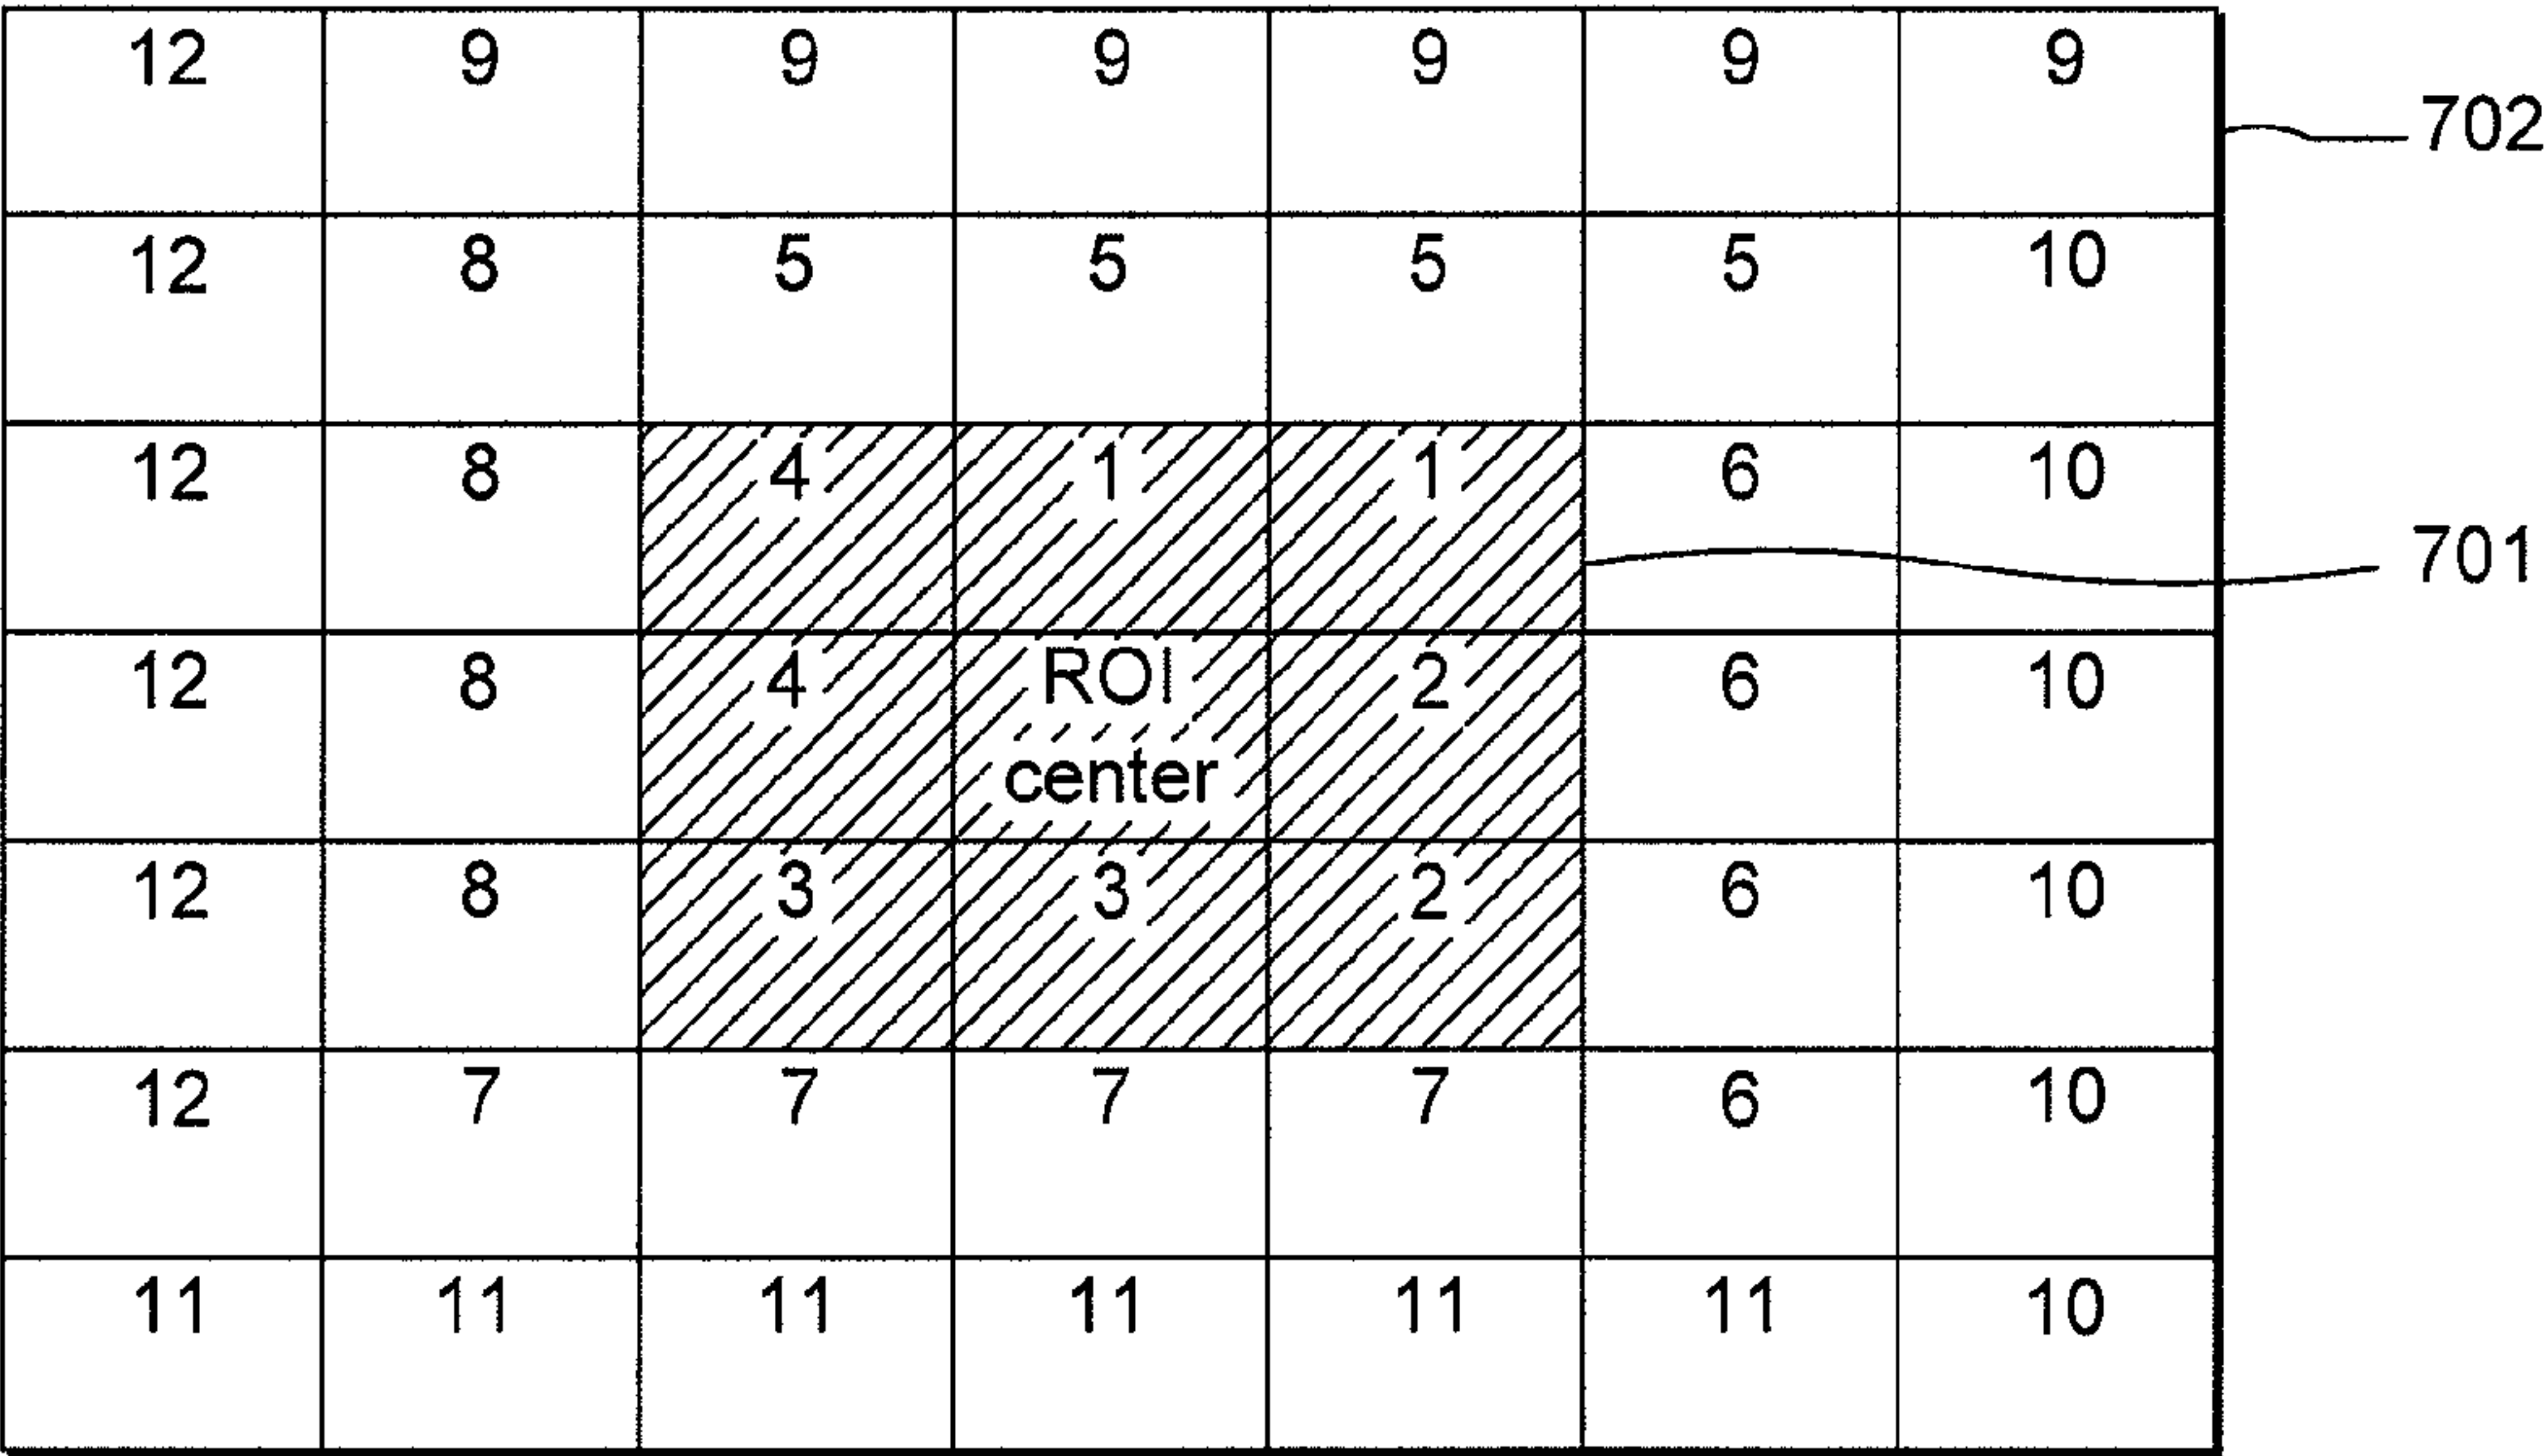 12 9 9 9 9 9 9
702
12 8 5 5 5 5 10
12 8 4 1 1 6 10
701
12 8 4 ROI 2 6 10
center
12 8 3 3 2 6 10
12 7 7 7 7 6 10
11 11 11 11 11 11 10